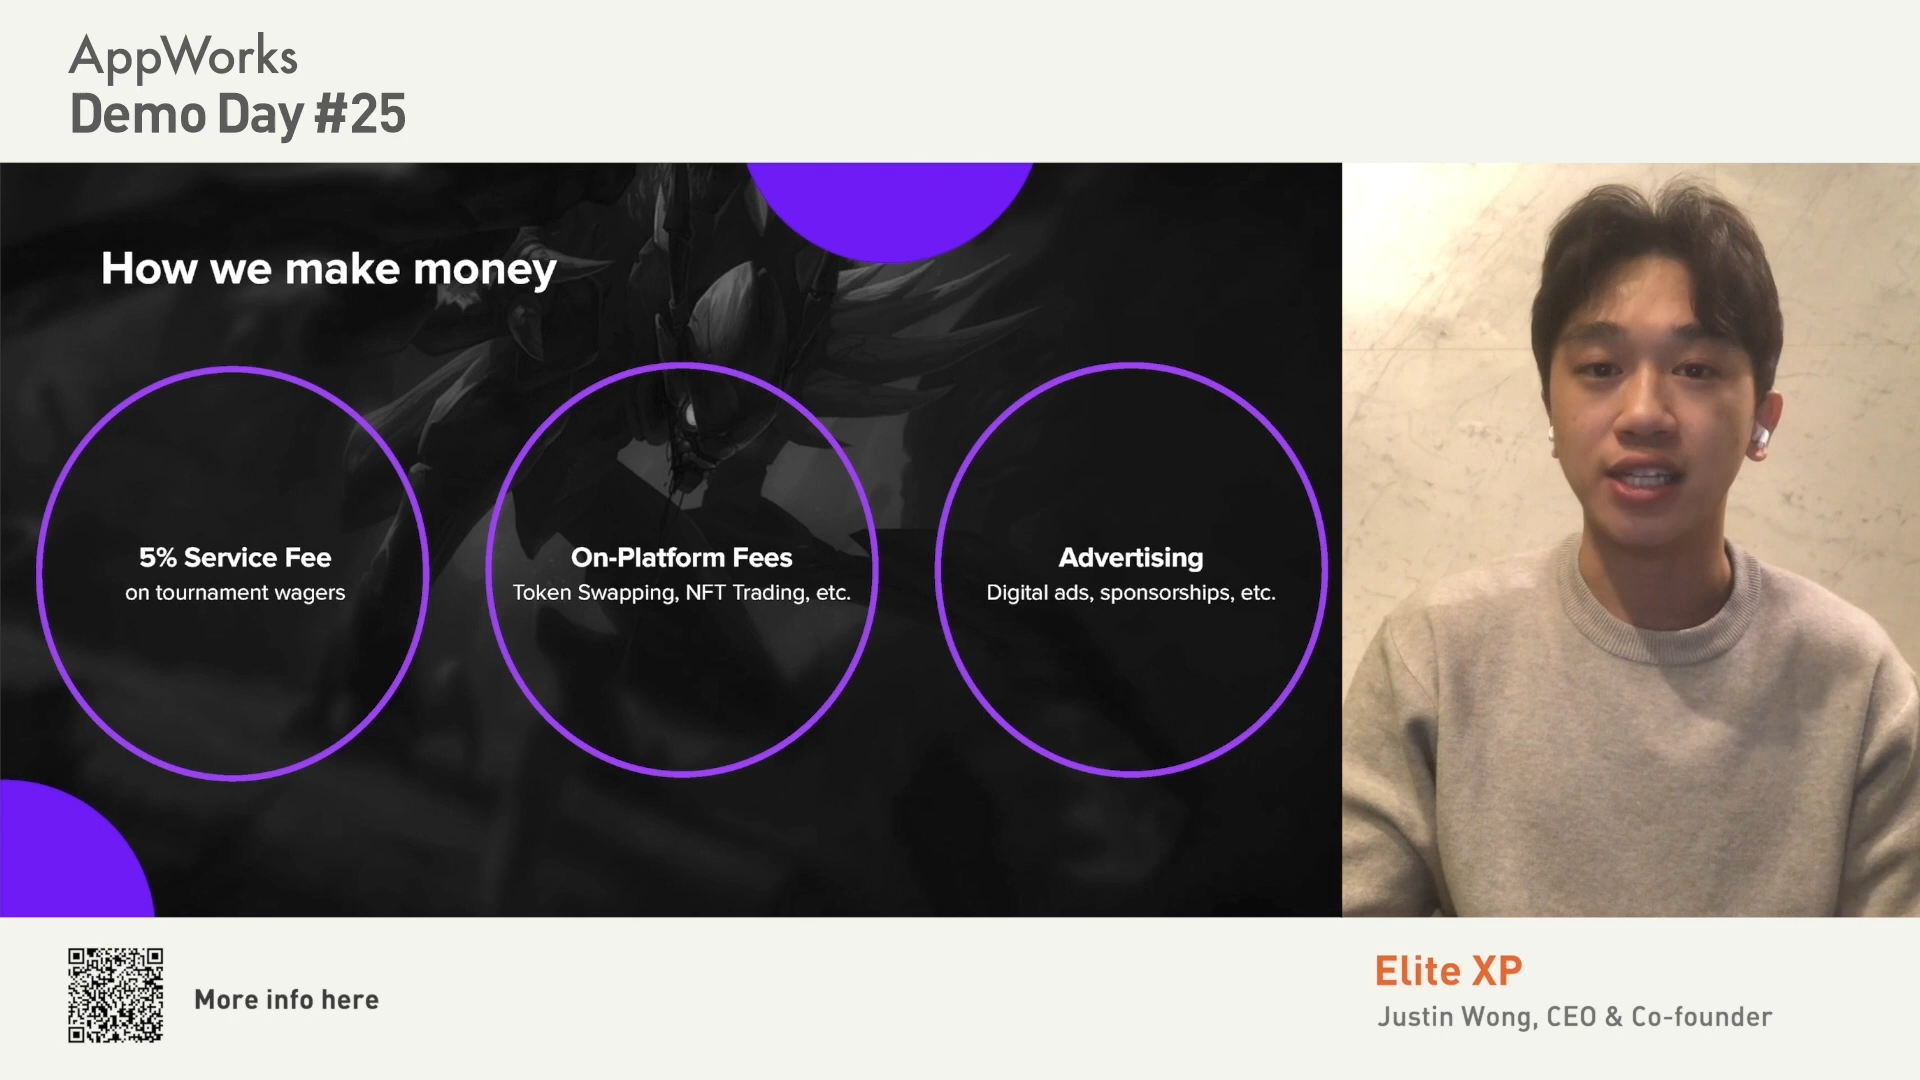 AppWorks
Demo Day #25
How we make money
5% Service Fee
on tournament wagers
On-Platform Fees
Token Swapping, NFT Trading, etc.
Advertising
Digital ads, sponsorships, etc.
More info here
Elite XP
Justin Wong, CEO & Co-founder